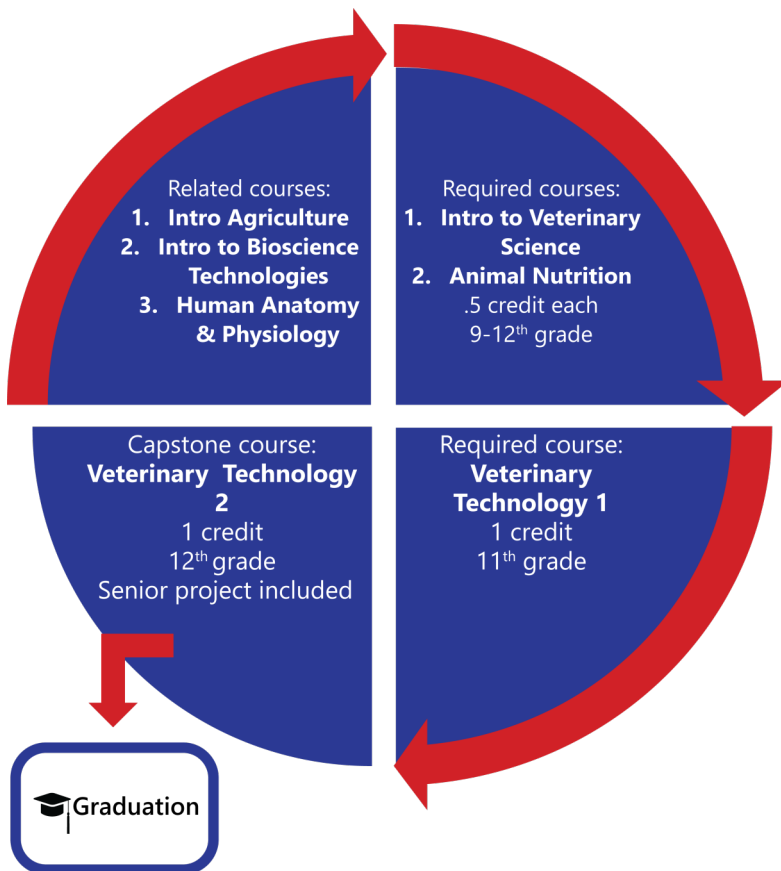 Related courses:
1. Intro Agriculture
2. Intro to Bioscience
Technologies
3. Human Anatomy
& Physiology
Required courses:
1. Intro to Veterinary
Science
2. Animal Nutrition
.5 credit each
9-12th grade
Capstone course:
Veterinary Technology
2
1 credit
12th grade
Senior project included
Required course:
Veterinary
Technology 1
1 credit
11th grade
Graduation